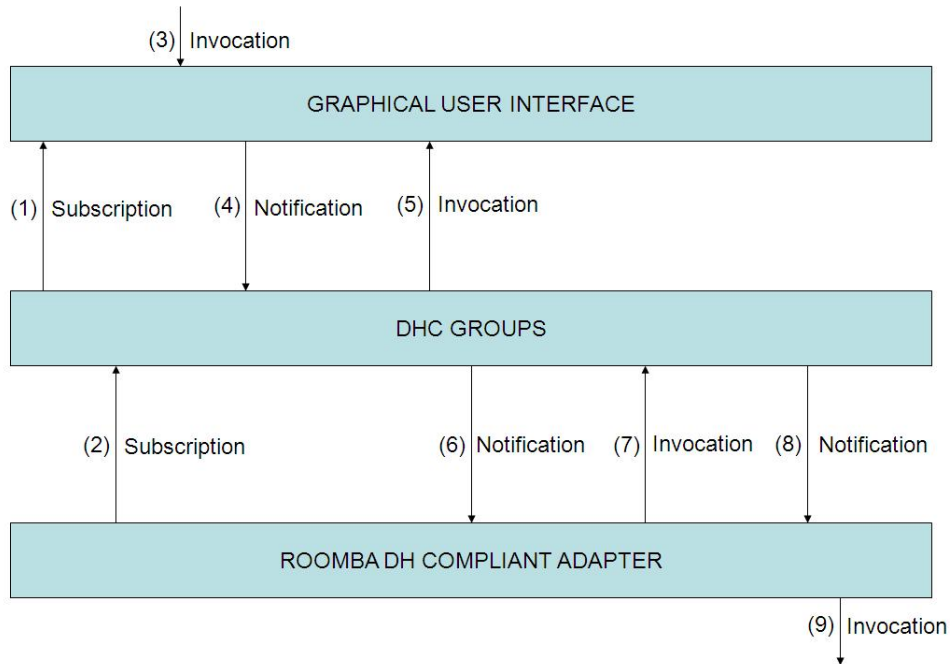 (3) Invocation
GRAPHICAL USER INTERFACE
(1) Subscription
(4) Notification
(5) Invocation
DHC GROUPS
(2) Subscription
(6) Notification
(7) Invocation
(8) Notification
ROOMBA DH COMPLIANT ADAPTER
(9) Invocation